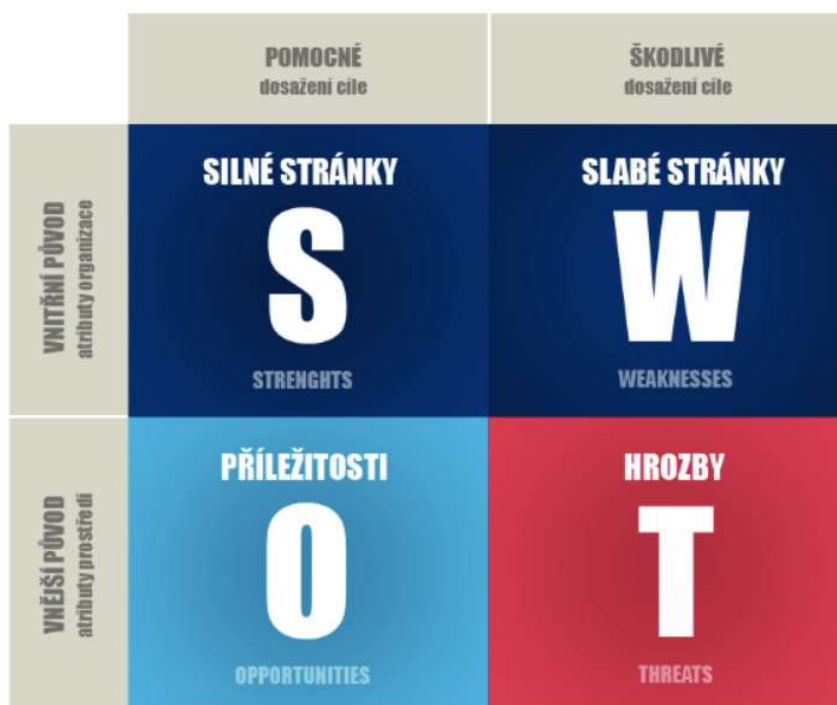 POMOCNÉ
dosažení cíle
ŠKODLIVÉ
dosažení cíle
VNITŘNÍ PŮVOD
atributy organizace
SILNÉ STRÁNKY
S
STRENGHTS
SLABÉ STRÁNKY
W
WEAKNESSES
VNĚJŠÍ PŮVOD
atributy prostředí
PŘÍLEŽITOSTI
O
OPPORTUNITIES
HROZBY
T
THREATS